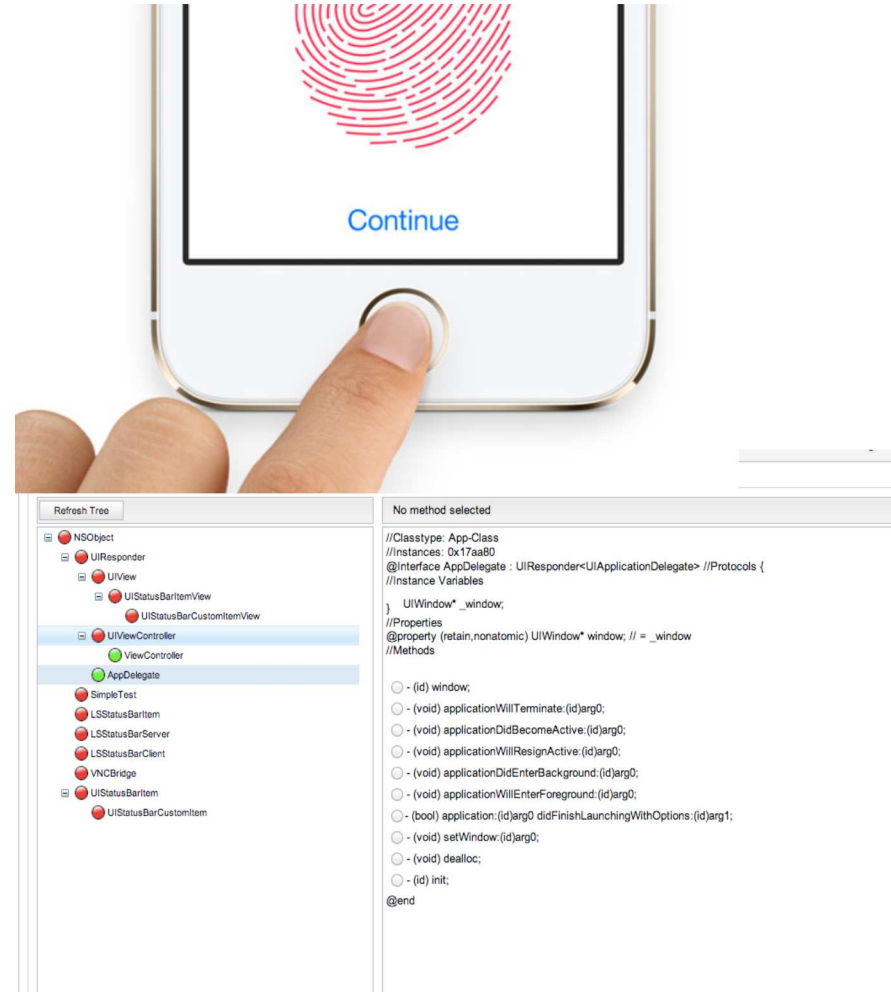 Continue
Refresh Tree
No method selected
NSObject
UIResponder
UIView
UIStatusBarItemView
UIStatusBarCustomItemView
UIViewController
ViewController
AppDelegate
SimpleTest
LSStatusBarItem
LSStatusBarServer
LSStatusBarClient
VNCBridge
UIStatusBarItem
UIStatusBarCustomItem
//Classtype: App-Class
//Instances: 0x17aa80
@Interface AppDelegate : UIResponder<UIApplicationDelegate> //Protocols {
//Instance Variables
UIWindow* _window;
}
//Properties
@property (retain,nonatomic) UIWindow* window; // = _window
//Methods
- (id) window;
- (void) applicationWillTerminate:(id)arg0;
- (void) applicationDidBecomeActive:(id)arg0;
- (void) applicationWillResignActive:(id)arg0;
- (void) applicationDidEnterBackground:(id)arg0;
- (void) applicationWillEnterForeground:(id)arg0;
- (bool) application:(id)arg0 didFinishLaunchingWithOptions:(id)arg1;
- (void) setWindow:(id)arg0;
- (void) dealloc;
- (id) init;
@end